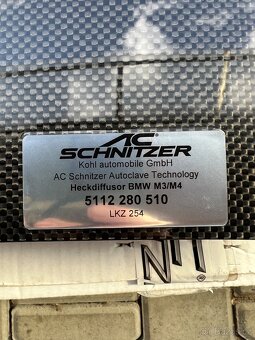 AC
SCHNITZER
Kohl automobile GmbH
AC Schnitzer Autoclave Technology
Heckdiffusor BMW M3/M4
5112 280 510
LKZ 254